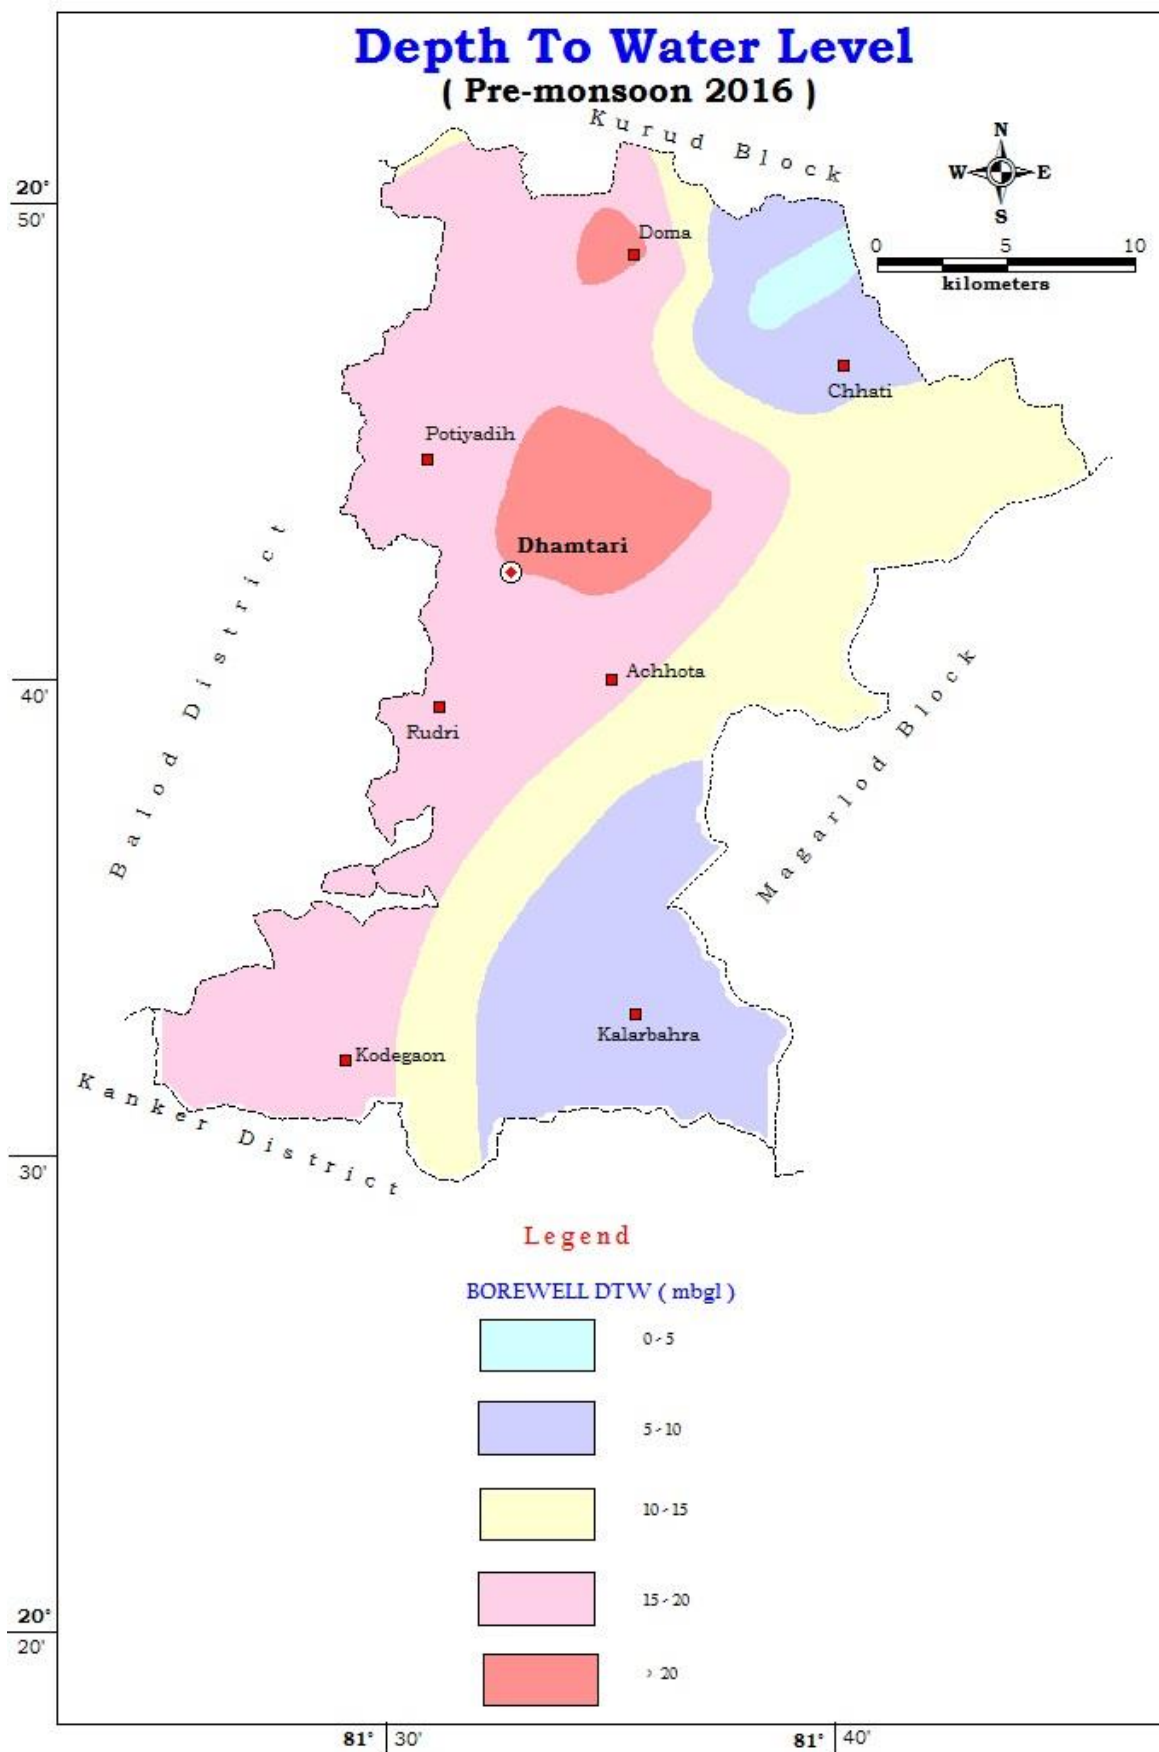 Depth To Water Level
( Pre-monsoon 2016 )
Kurud Block
N
W E
S
20°
50'
0 5 10
kilometers
Doma
Chhati
Potiyadih
Dhamtari
Balod District
Achhota
40'
Rudri
Magarlod Block
Kalarbahra
Kodegaon
Kanker District
30'
Legend
BOREWELL DTW ( mbgl )
0 - 5
5 - 10
10 - 15
15 - 20
> 20
20°
20'
81° 30'
81° 40'